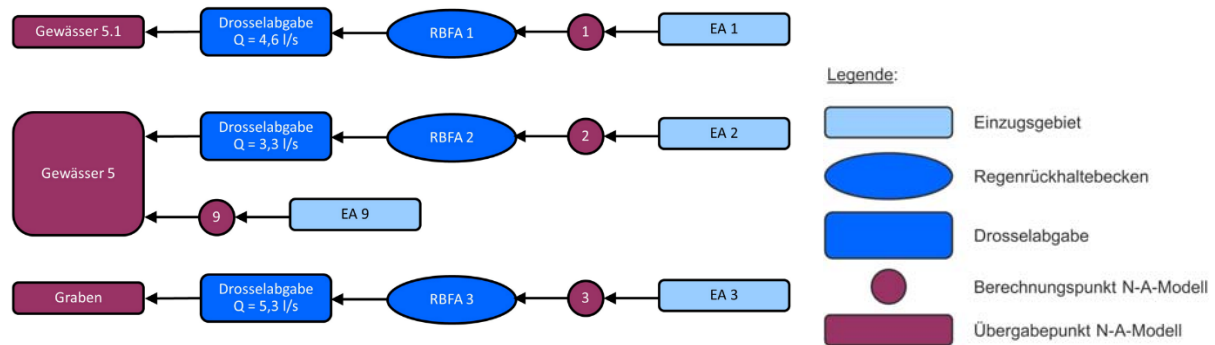 Gewässer 5.1
Drosselabgabe
Q = 4,6 l/s
RBFA 1
1
EA 1
Gewässer 5
Drosselabgabe
Q = 3,3 l/s
RBFA 2
2
EA 2
9
EA 9
Graben
Drosselabgabe
Q = 5,3 l/s
RBFA 3
3
EA 3
Legende:
Einzugsgebiet
Regenrückhaltebecken
Drosselabgabe
Berechnungspunkt N-A-Modell
Übergabepunkt N-A-Modell